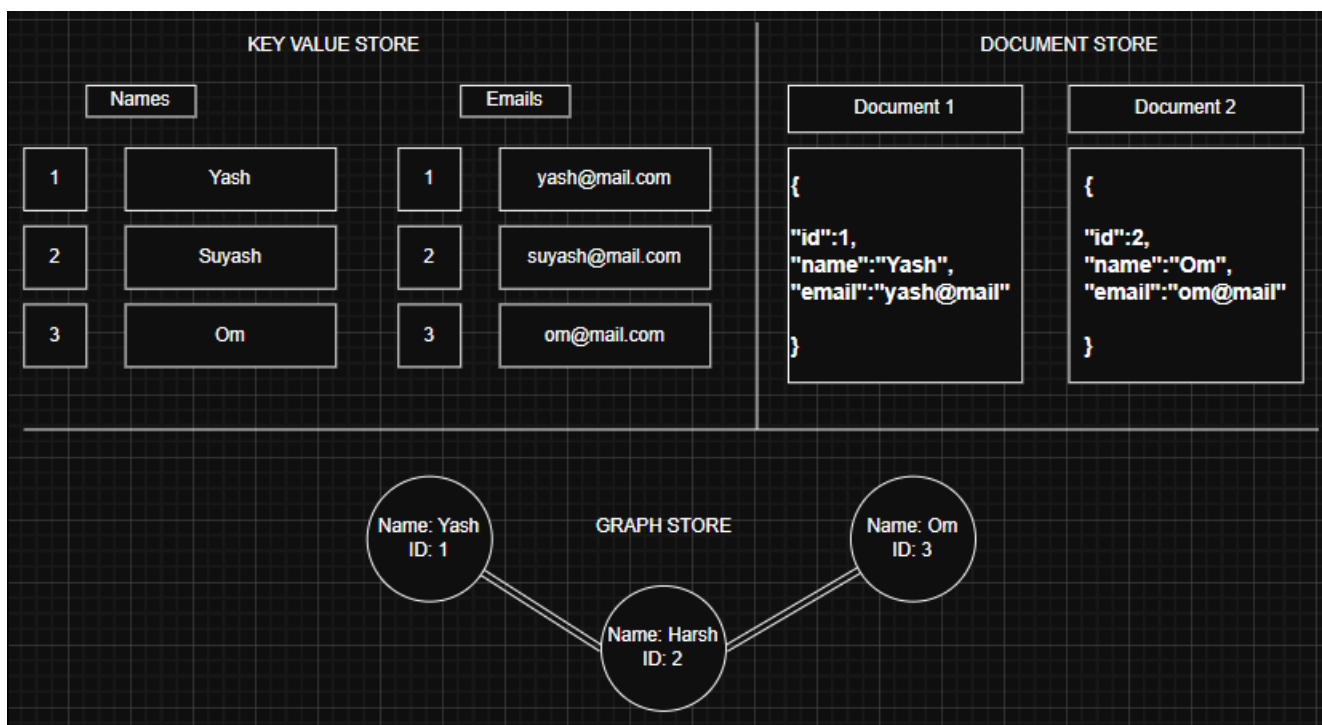 KEY VALUE STORE
Names
Emails
1
Yash
1
yash@mail.com
2
Suyash
2
suyash@mail.com
3
Om
3
om@mail.com
DOCUMENT STORE
Document 1
{
"id":1,
"name":"Yash",
"email":"yash@mail"
}
Document 2
{
"id":2,
"name":"Om",
"email":"om@mail"
}
GRAPH STORE
Name: Yash
ID: 1
Name: Harsh
ID: 2
Name: Om
ID: 3